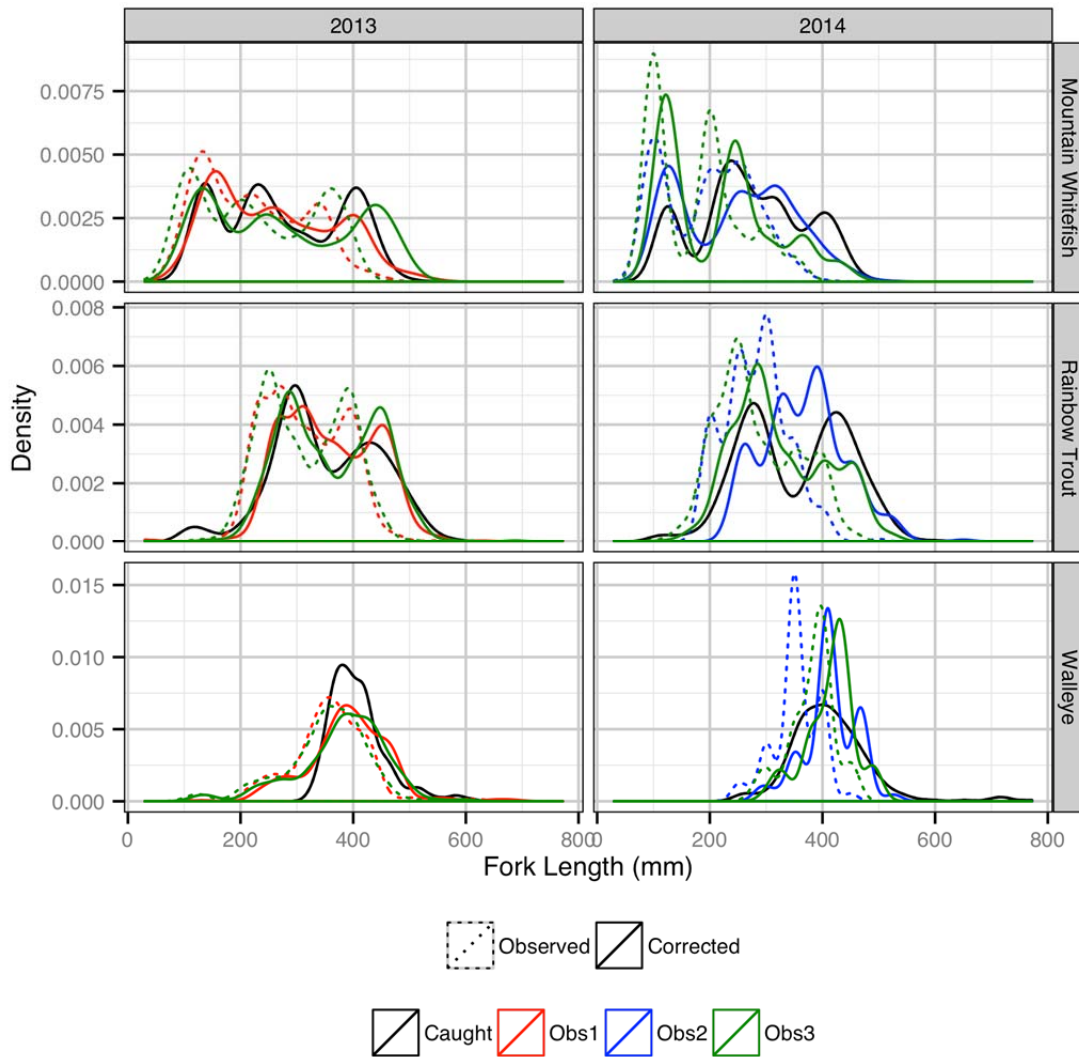 2013 2014
0.0075
0.0050
0.0025
0.0000
Mountain Whitefish
0.008
0.006
0.004
0.002
0.000
Rainbow Trout
0.015
0.010
0.005
0.000
Walleye
Density
0 200 400 600 800 0 200 400 600 800
Fork Length (mm)
Observed Corrected
Caught Obs1 Obs2 Obs3